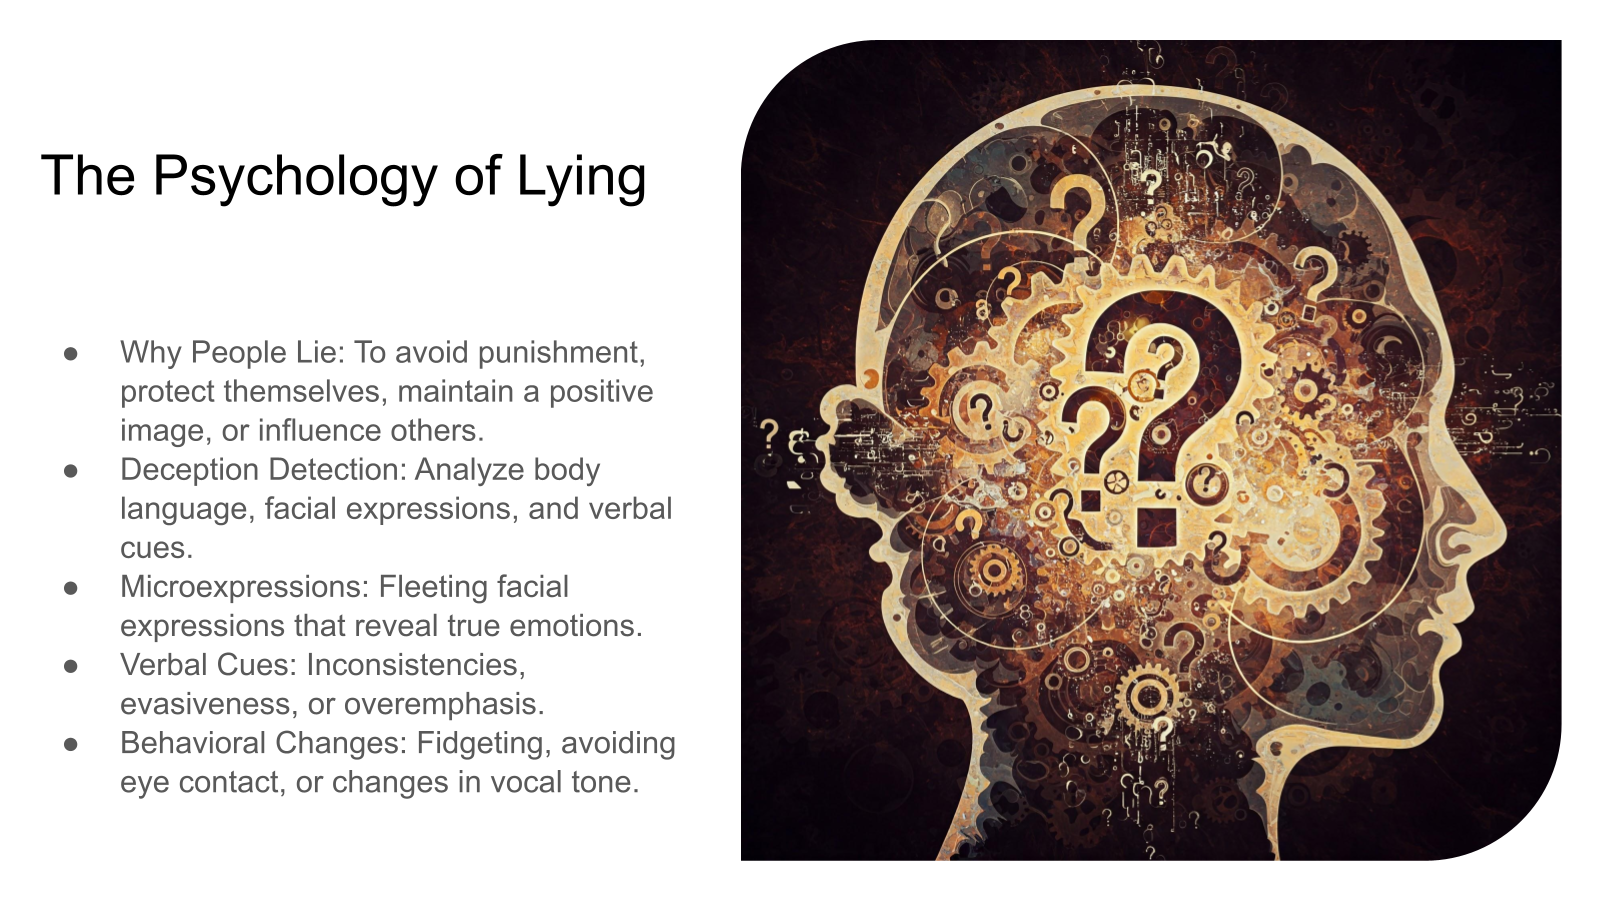 The Psychology of Lying
● Why People Lie: To avoid punishment,
protect themselves, maintain a positive
image, or influence others.
● Deception Detection: Analyze body
language, facial expressions, and verbal
cues.
● Microexpressions: Fleeting facial
expressions that reveal true emotions.
● Verbal Cues: Inconsistencies,
evasiveness, or overemphasis.
● Behavioral Changes: Fidgeting, avoiding
eye contact, or changes in vocal tone.